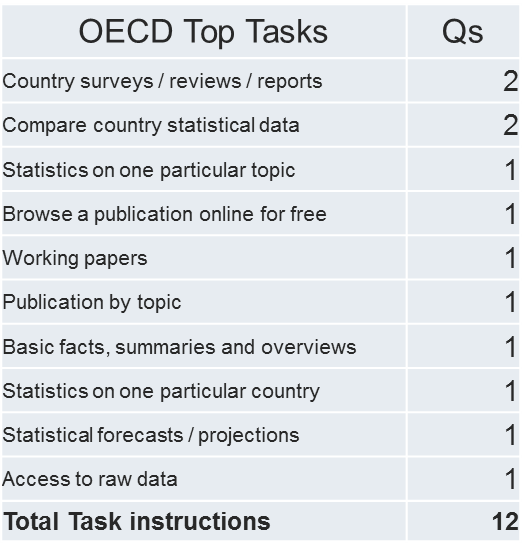 OECD Top Tasks Qs
Country surveys / reviews / reports 2
Compare country statistical data 2
Statistics on one particular topic 1
Browse a publication online for free 1
Working papers 1
Publication by topic 1
Basic facts, summaries and overviews 1
Statistics on one particular country 1
Statistical forecasts / projections 1
Access to raw data 1
Total Task instructions 12